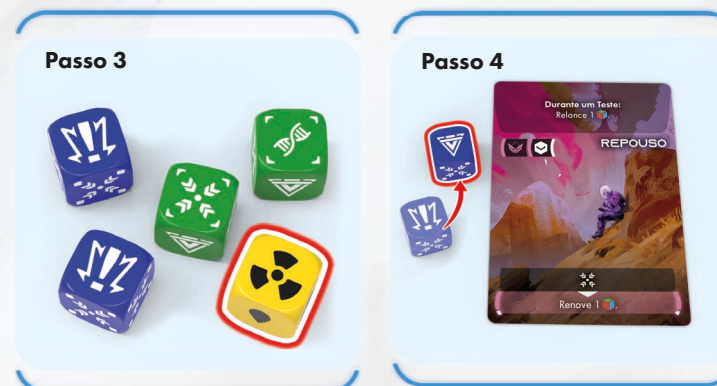 Passo 3
Passo 4
Durante um Teste:
Relance 1 .
REPOUSO
Renove 1 .